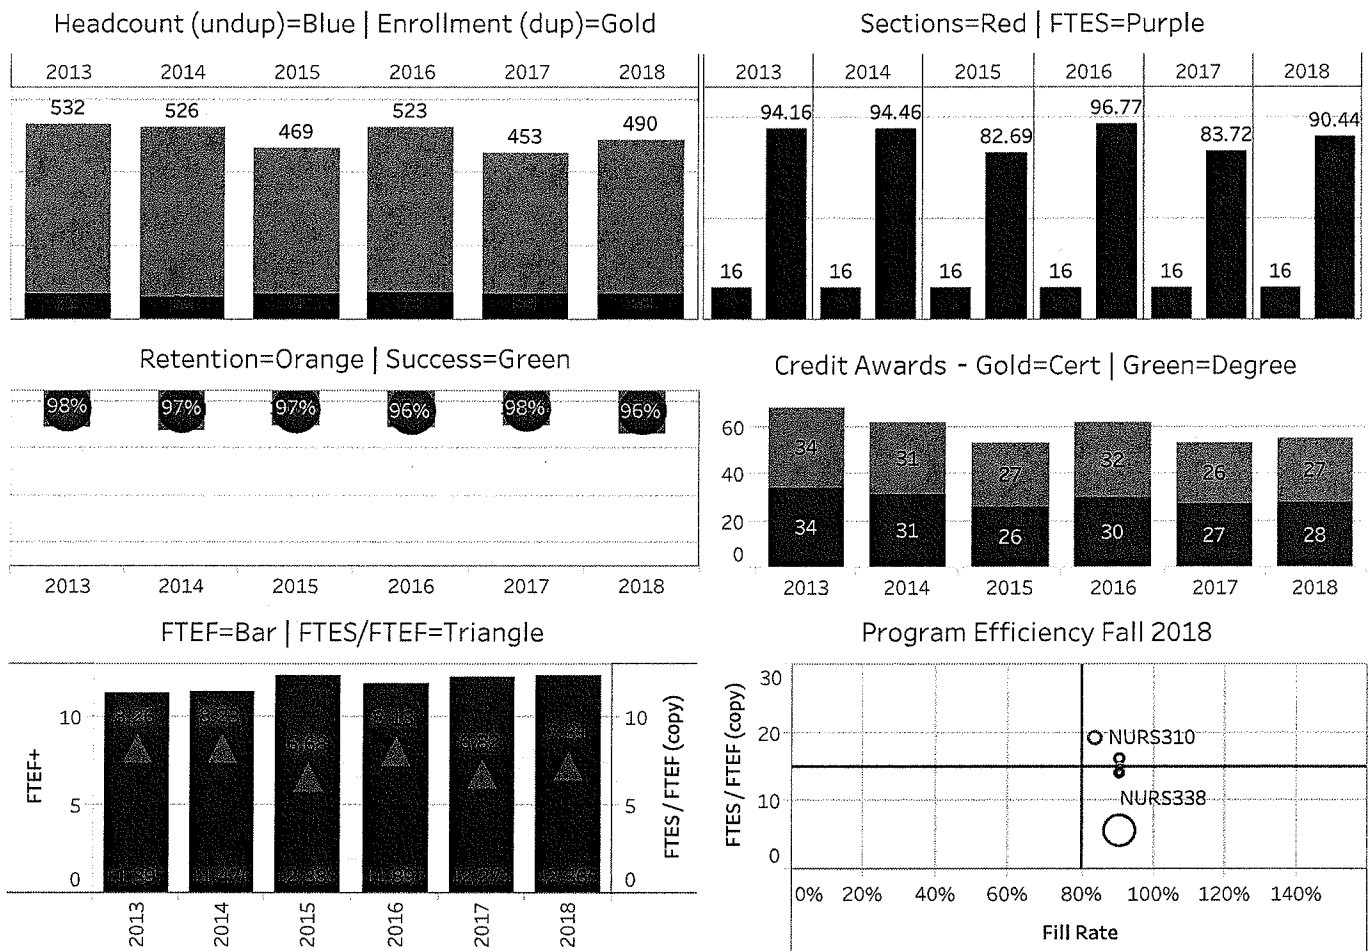 Headcount (undup)=Blue | Enrollment (dup)=Gold
2013 2014 2015 2016 2017 2018
532 526 469 523 453 490
Sections=Red | FTES=Purple
2013 2014 2015 2016 2017 2018
94.16 94.46 82.69 96.77 83.72 90.44
16 16 16 16 16 16
Retention=Orange | Success=Green
98% 97% 97% 96% 98% 96%
2013 2014 2015 2016 2017 2018
Credit Awards - Gold=Cert | Green=Degree
60
40
20
0
34 31 27 32 26 27
34 31 26 30 27 28
2013 2014 2015 2016 2017 2018
FTEF=Bar | FTES/FTEF=Triangle
FTEF+
10
5
0
10
5
0
FTES / FTEF (copy)
2013 2014 2015 2016 2017 2018
Program Efficiency Fall 2018
FTES / FTEF (copy)
30
20
10
0
NURS310
NURS338
0% 20% 40% 60% 80% 100% 120% 140%
Fill Rate